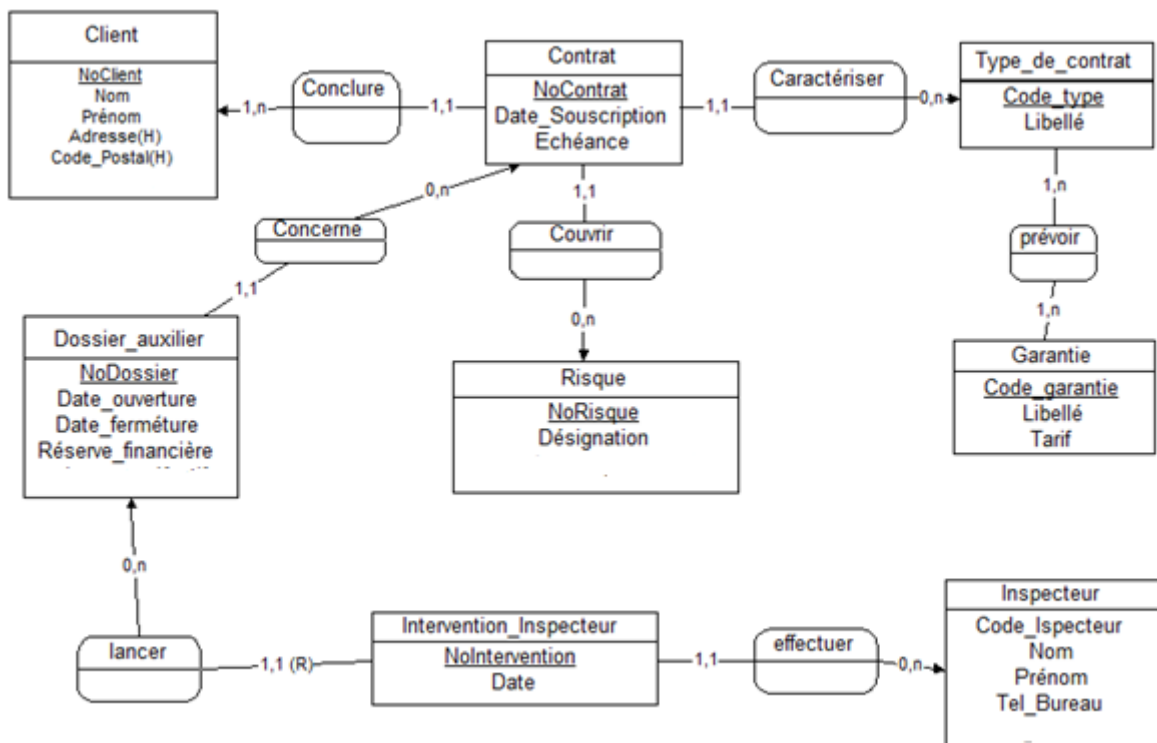 Client
NoClient
Nom
Prénom
Adresse(H)
Code_Postal(H)
1,n
Conclure
1,1
Contrat
NoContrat
Date_Souscription
Echéance
1,1
Caractériser
0,n
Type_de_contrat
Code_type
Libellé
0,n
Concerne
1,1
1,1
Couvrir
0,n
1,n
prévoir
1,n
Dossier_auxilier
NoDossier
Date_ouverture
Date_ferméture
Réserve_financière
Risque
NoRisque
Désignation
Garantie
Code_garantie
Libellé
Tarif
0,n
lancer
1,1 (R)
Intervention_Inspecteur
NoIntervention
Date
1,1
effectuer
0,n
Inspecteur
Code_Ispecteur
Nom
Prénom
Tel_Bureau